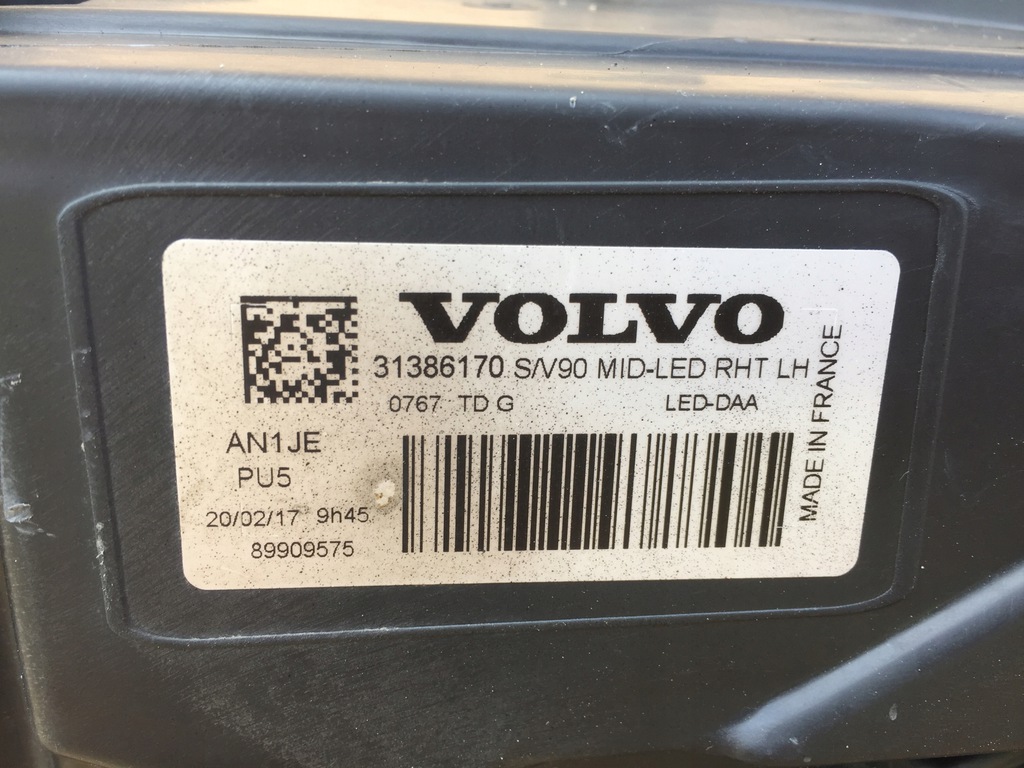 VOLVO
31386170 S/V90 MID-LED RHT LH
0767 TD G LED-DAA
AN1JE
PU5
20/02/17 9h45
89909575
MADE IN FRANCE